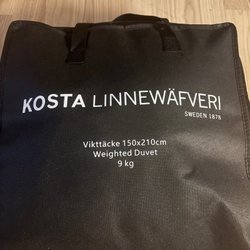 KOSTA LINNEWÄFVERI
SWEDEN 1878
Vikttäcke 150x210cm
Weighted Duvet
9 kg